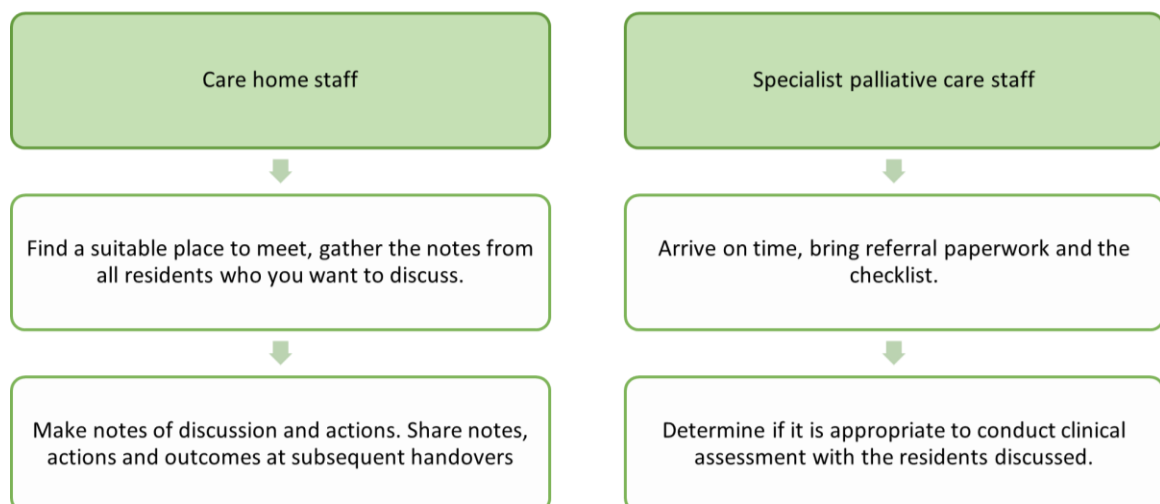 Care home staff
Specialist palliative care staff
Find a suitable place to meet, gather the notes from
all residents who you want to discuss.
Arrive on time, bring referral paperwork and the
checklist.
Make notes of discussion and actions. Share notes,
actions and outcomes at subsequent handovers
Determine if it is appropriate to conduct clinical
assessment with the residents discussed.